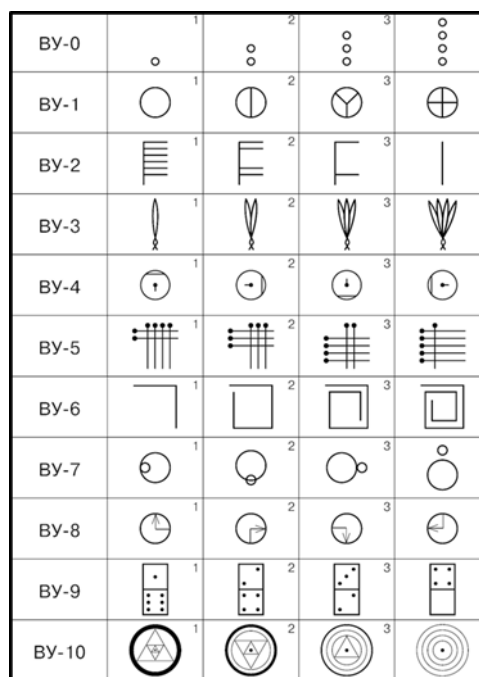 ВУ-0 1 2 3
ВУ-1 1 2 3
ВУ-2 1 2 3
ВУ-3 1 2 3
ВУ-4 1 2 3
ВУ-5 1 2 3
ВУ-6 1 2 3
ВУ-7 1 2 3
ВУ-8 1 2 3
ВУ-9 1 2 3
ВУ-10 1 2 3